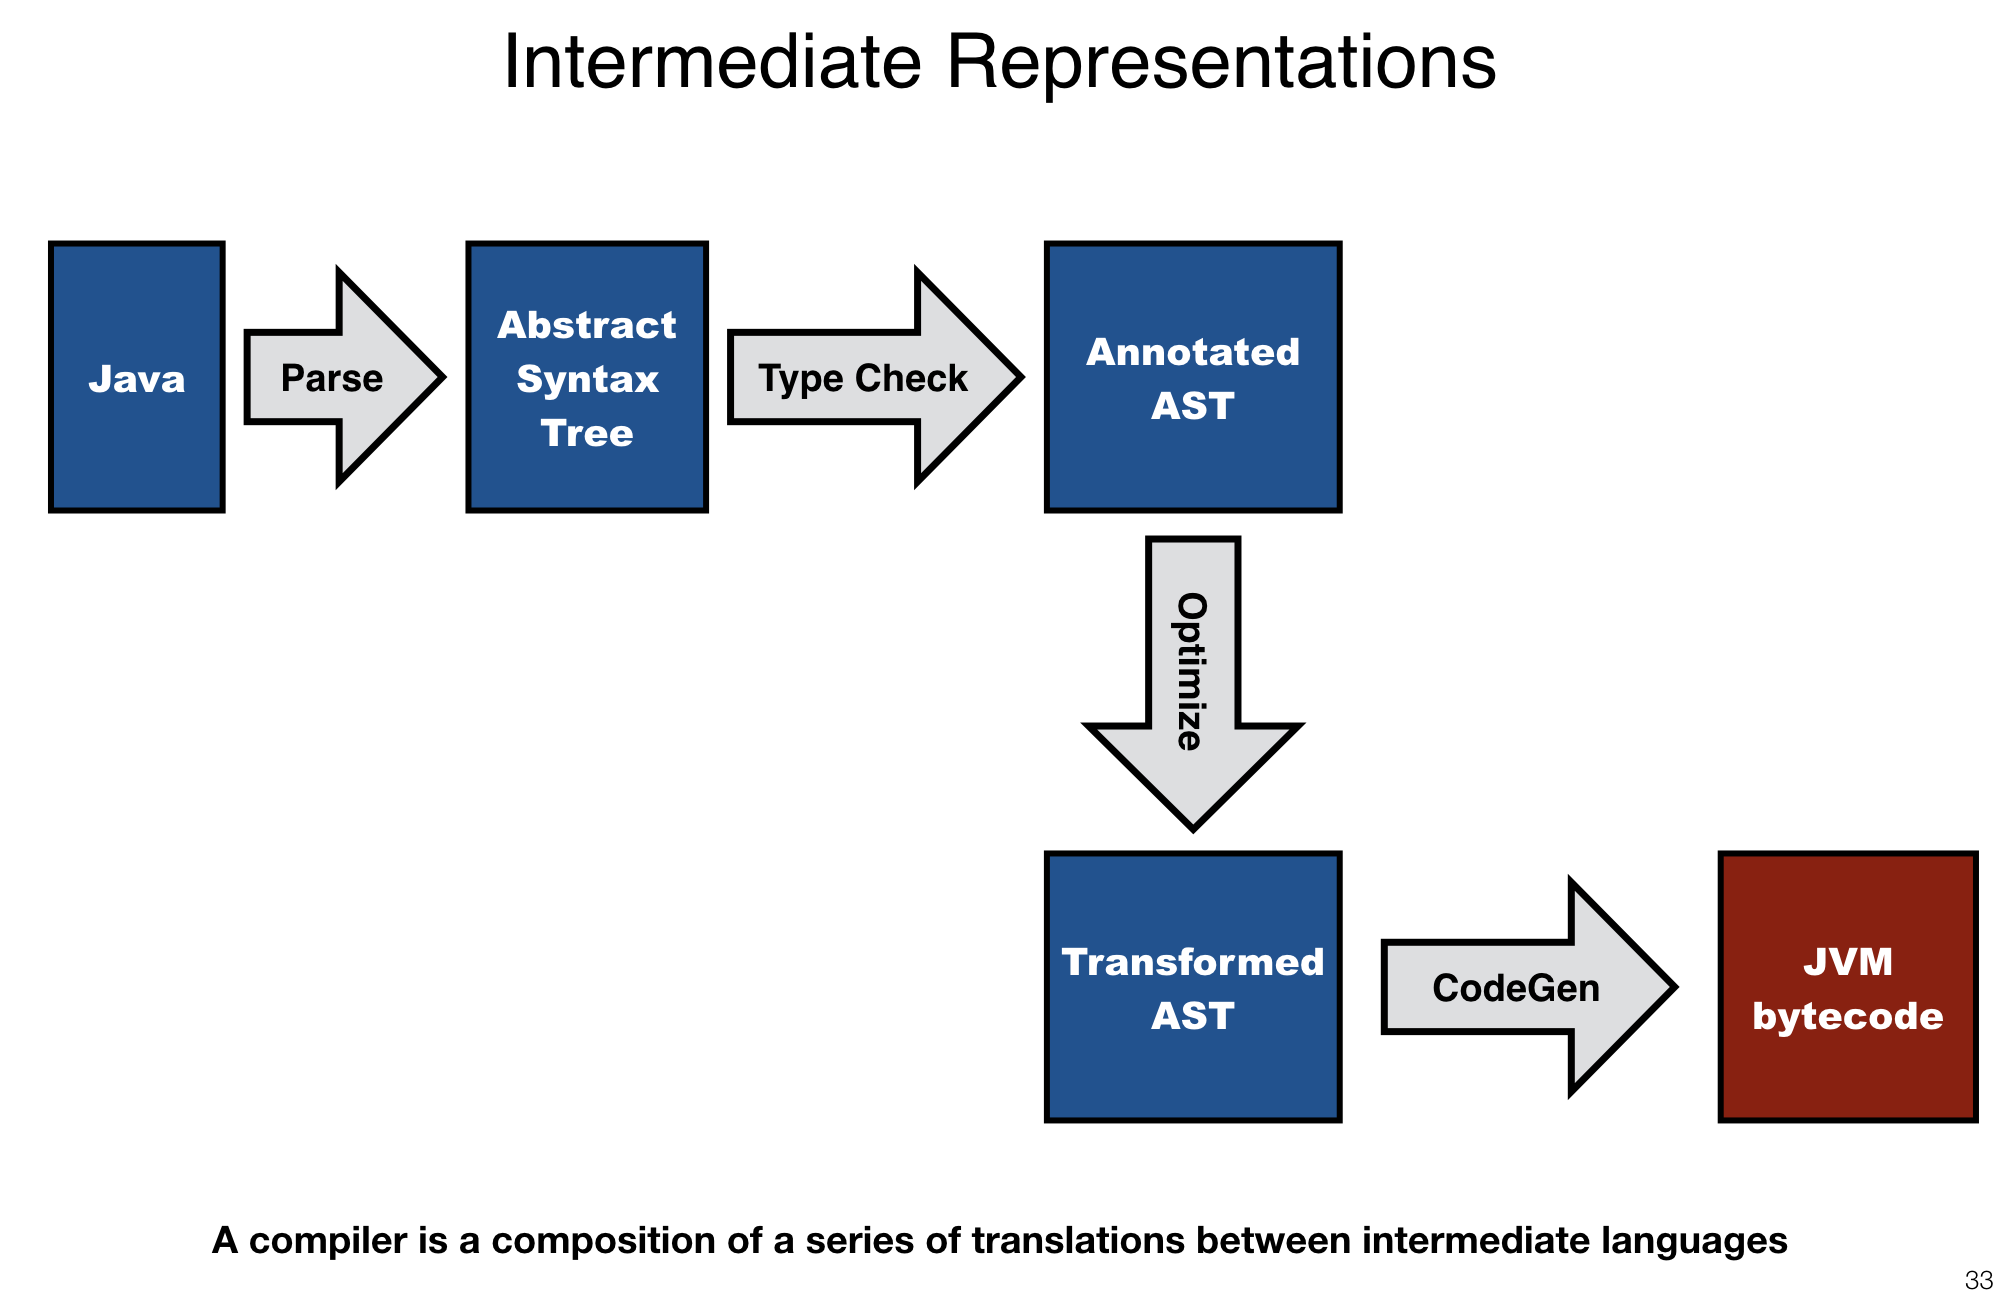 Intermediate Representations
Java
Parse
Abstract
Syntax
Tree
Type Check
Annotated
AST
Optimize
Transformed
AST
CodeGen
JVM
bytecode
A compiler is a composition of a series of translations between intermediate languages
33